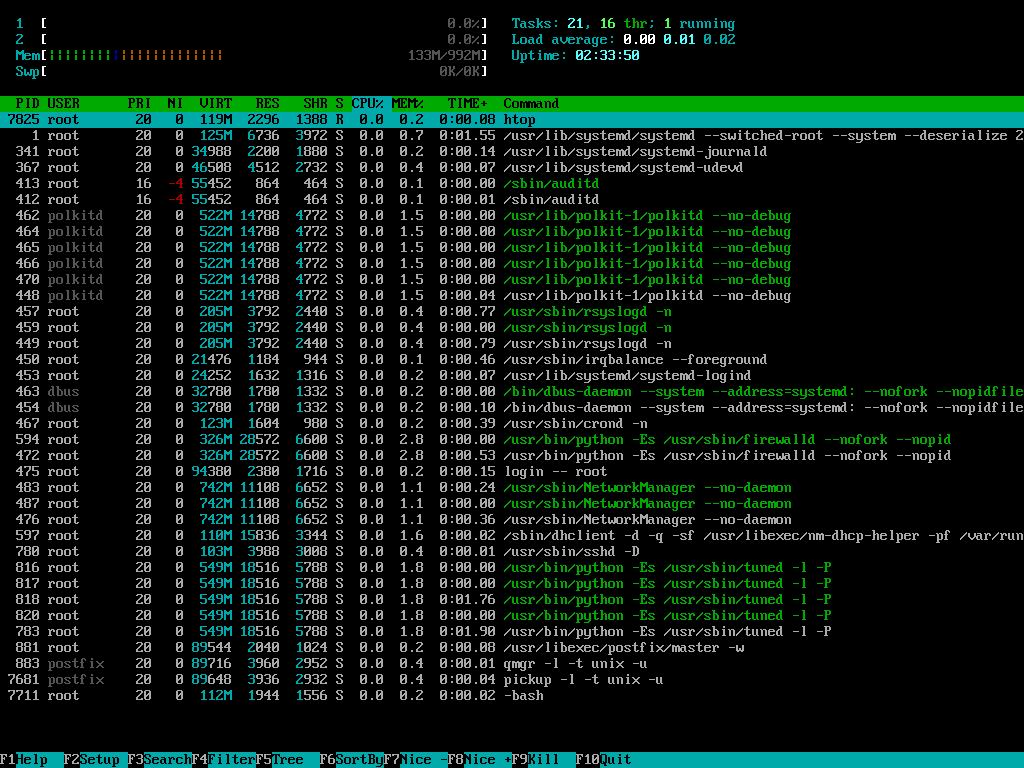 1 [ 0.0%] Tasks: 21, 16 thr; 1 running
2 [ 0.0%] Load average: 0.00 0.01 0.02
Mem[||||||||||||||||||||||| 133M/992M] Uptime: 02:33:50
Swp[ 0K/0K]
PID USER PRI NI VIRT RES SHR S CPU% MEM% TIME+ Command
7825 root 20 0 119M 2296 1388 R 0.0 0.2 0:00.08 htop
1 root 20 0 125M 6736 3972 S 0.0 0.7 0:01.55 /usr/lib/systemd/systemd --switched-root --system --deserialize 2
341 root 20 0 34988 2200 1880 S 0.0 0.2 0:00.14 /usr/lib/systemd/systemd-journald
367 root 20 0 46508 4512 2732 S 0.0 0.4 0:00.07 /usr/lib/systemd/systemd-udevd
413 root 16 -4 55452 864 464 S 0.0 0.1 0:00.00 /sbin/auditd
412 root 16 -4 55452 864 464 S 0.0 0.1 0:00.01 /sbin/auditd
462 polkitd 20 0 522M 14788 4772 S 0.0 1.5 0:00.00 /usr/lib/polkit-1/polkitd --no-debug
464 polkitd 20 0 522M 14788 4772 S 0.0 1.5 0:00.00 /usr/lib/polkit-1/polkitd --no-debug
465 polkitd 20 0 522M 14788 4772 S 0.0 1.5 0:00.00 /usr/lib/polkit-1/polkitd --no-debug
466 polkitd 20 0 522M 14788 4772 S 0.0 1.5 0:00.00 /usr/lib/polkit-1/polkitd --no-debug
470 polkitd 20 0 522M 14788 4772 S 0.0 1.5 0:00.00 /usr/lib/polkit-1/polkitd --no-debug
448 polkitd 20 0 522M 14788 4772 S 0.0 1.5 0:00.04 /usr/lib/polkit-1/polkitd --no-debug
457 root 20 0 205M 3792 2440 S 0.0 0.4 0:00.77 /usr/sbin/rsyslogd -n
459 root 20 0 205M 3792 2440 S 0.0 0.4 0:00.00 /usr/sbin/rsyslogd -n
449 root 20 0 205M 3792 2440 S 0.0 0.4 0:00.79 /usr/sbin/rsyslogd -n
450 root 20 0 21476 1184 944 S 0.0 0.1 0:00.46 /usr/sbin/irqbalance --foreground
453 root 20 0 24252 1632 1316 S 0.0 0.2 0:00.07 /usr/lib/systemd/systemd-logind
463 dbus 20 0 32780 1780 1332 S 0.0 0.2 0:00.00 /bin/dbus-daemon --system --address=systemd: --nofork --nopidfile
454 dbus 20 0 32780 1780 1332 S 0.0 0.2 0:00.10 /bin/dbus-daemon --system --address=systemd: --nofork --nopidfile
467 root 20 0 123M 1604 980 S 0.0 0.2 0:00.39 /usr/sbin/crond -n
594 root 20 0 326M 28572 6600 S 0.0 2.8 0:00.00 /usr/bin/python -Es /usr/sbin/firewalld --nofork --nopid
472 root 20 0 326M 28572 6600 S 0.0 2.8 0:00.53 /usr/bin/python -Es /usr/sbin/firewalld --nofork --nopid
475 root 20 0 94380 2380 1716 S 0.0 0.2 0:00.15 login -- root
483 root 20 0 742M 11108 6652 S 0.0 1.1 0:00.24 /usr/sbin/NetworkManager --no-daemon
487 root 20 0 742M 11108 6652 S 0.0 1.1 0:00.00 /usr/sbin/NetworkManager --no-daemon
476 root 20 0 742M 11108 6652 S 0.0 1.1 0:00.36 /usr/sbin/NetworkManager --no-daemon
597 root 20 0 110M 15836 3344 S 0.0 1.6 0:00.02 /sbin/dhclient -d -q -sf /usr/libexec/nm-dhcp-helper -pf /var/run
780 root 20 0 103M 3988 3008 S 0.0 0.4 0:00.01 /usr/sbin/sshd -D
816 root 20 0 549M 18516 5788 S 0.0 1.8 0:00.00 /usr/bin/python -Es /usr/sbin/tuned -l -P
817 root 20 0 549M 18516 5788 S 0.0 1.8 0:00.00 /usr/bin/python -Es /usr/sbin/tuned -l -P
818 root 20 0 549M 18516 5788 S 0.0 1.8 0:01.76 /usr/bin/python -Es /usr/sbin/tuned -l -P
820 root 20 0 549M 18516 5788 S 0.0 1.8 0:00.00 /usr/bin/python -Es /usr/sbin/tuned -l -P
783 root 20 0 549M 18516 5788 S 0.0 1.8 0:01.90 /usr/bin/python -Es /usr/sbin/tuned -l -P
881 root 20 0 89544 2040 1024 S 0.0 0.2 0:00.08 /usr/libexec/postfix/master -w
883 postfix 20 0 89716 3960 2952 S 0.0 0.4 0:00.01 qmgr -l -t unix -u
7681 postfix 20 0 89648 3936 2932 S 0.0 0.4 0:00.04 pickup -l -t unix -u
7711 root 20 0 112M 1944 1556 S 0.0 0.2 0:00.02 -bash
F1Help F2Setup F3SearchF4FilterF5Tree F6SortByF7Nice -F8Nice +F9Kill F10Quit